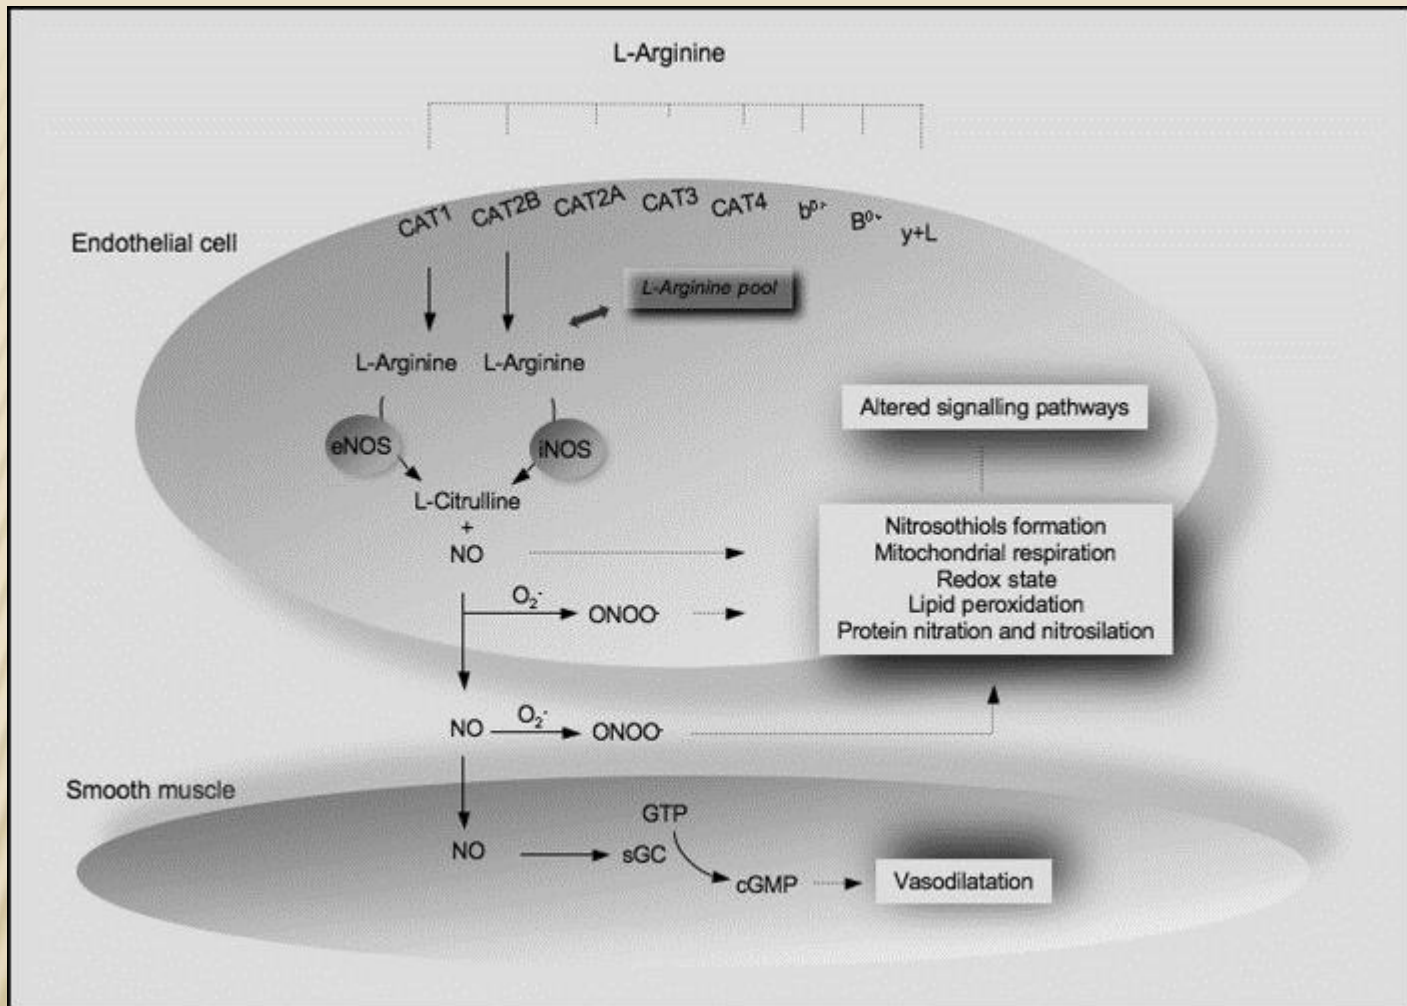 L-Arginine
CAT1 CAT2B CAT2A CAT3 CAT4 b⁰,⁺ B⁰,⁺ y+L
Endothelial cell
L-Arginine pool
L-Arginine L-Arginine
Altered signalling pathways
eNOS iNOS
L-Citrulline
+
NO
Nitrosothiols formation
Mitochondrial respiration
Redox state
Lipid peroxidation
Protein nitration and nitrosilation
O₂⁻
ONOO⁻
NO O₂⁻ ONOO⁻
Smooth muscle
GTP
NO sGC
cGMP Vasodilatation